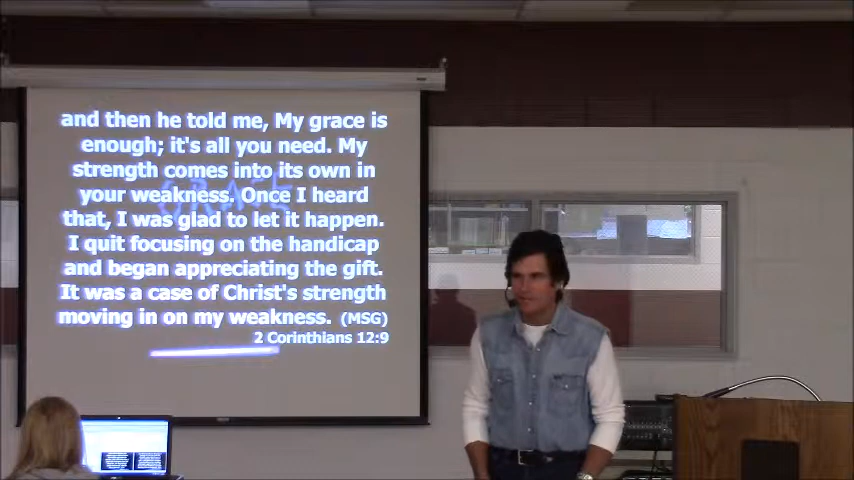 and then he told me, My grace is
enough; it's all you need. My
strength comes into its own in
your weakness. Once I heard
that, I was glad to let it happen.
I quit focusing on the handicap
and began appreciating the gift.
It was a case of Christ's strength
moving in on my weakness. (MSG)
2 Corinthians 12:9
GRACE